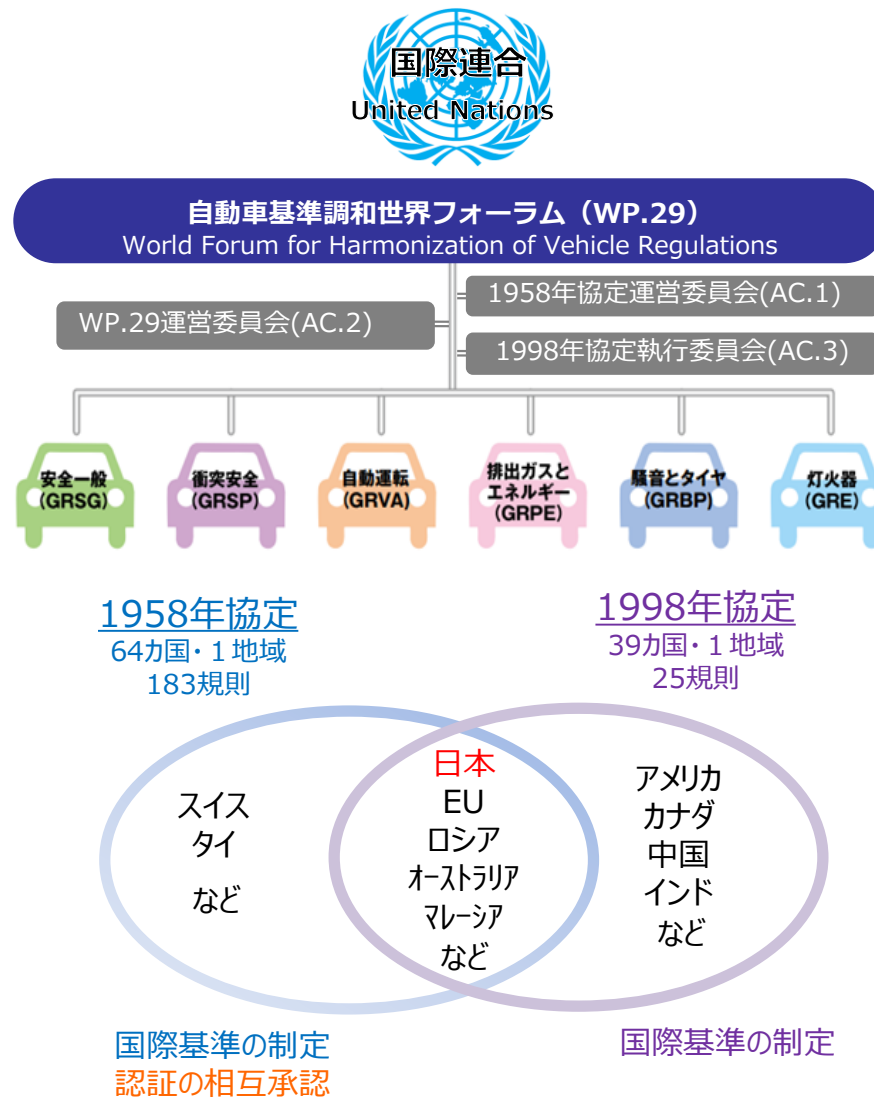 国際連合
United Nations
自動車基準調和世界フォーラム（WP.29）
World Forum for Harmonization of Vehicle Regulations
1958年協定運営委員会(AC.1)
WP.29運営委員会(AC.2)
1998年協定執行委員会(AC.3)
安全一般
(GRSG)
衝突安全
(GRSP)
自動運転
(GRVA)
排出ガスと
エネルギー
(GRPE)
騒音とタイヤ
(GRBP)
灯火器
(GRE)
1958年協定
64カ国・１地域
183規則
1998年協定
39カ国・１地域
25規則
スイス
タイ
など
日本
EU
ロシア
オーストラリア
マレーシア
など
アメリカ
カナダ
中国
インド
など
国際基準の制定
認証の相互承認
国際基準の制定